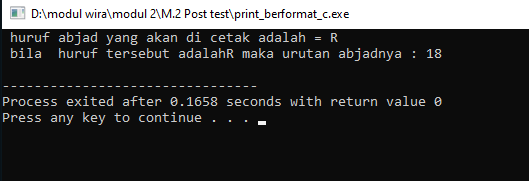 D:\modul wira\modul 2\M.2 Post test\print_berformat_c.exe
huruf abjad yang akan di cetak adalah = R
bila  huruf tersebut adalahR maka urutan abjadnya : 18
--------------------------------
Process exited after 0.1658 seconds with return value 0
Press any key to continue . . .